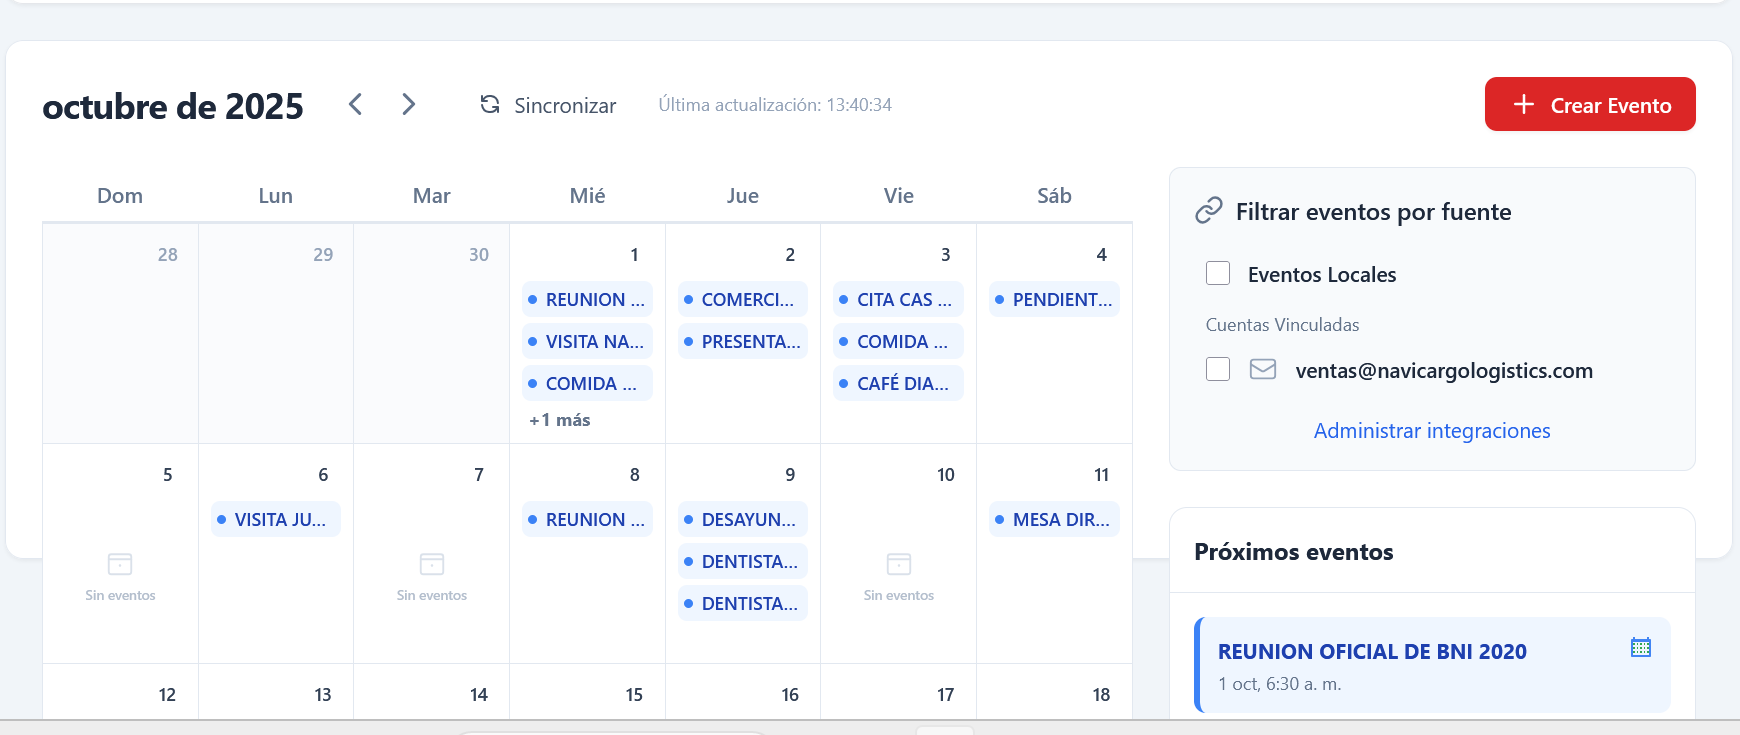 octubre de 2025
Sincronizar
Última actualización: 13:40:34
Crear Evento
Dom Lun Mar Mié Jue Vie Sáb
28 29 30 1 2 3 4
REUNION ... COMERCI... CITA CAS ... PENDIENT...
VISITA NA... PRESENTA... COMIDA ...
COMIDA ... CAFÉ DIA...
+1 más
5 6 7 8 9 10 11
VISITA JU... REUNION ... DESAYUN... MESA DIR...
DENTISTA...
Sin eventos Sin eventos Sin eventos
DENTISTA...
12 13 14 15 16 17 18
Filtrar eventos por fuente
Eventos Locales
Cuentas Vinculadas
ventas@navicargologistics.com
Administrar integraciones
Próximos eventos
REUNION OFICIAL DE BNI 2020
1 oct, 6:30 a. m.